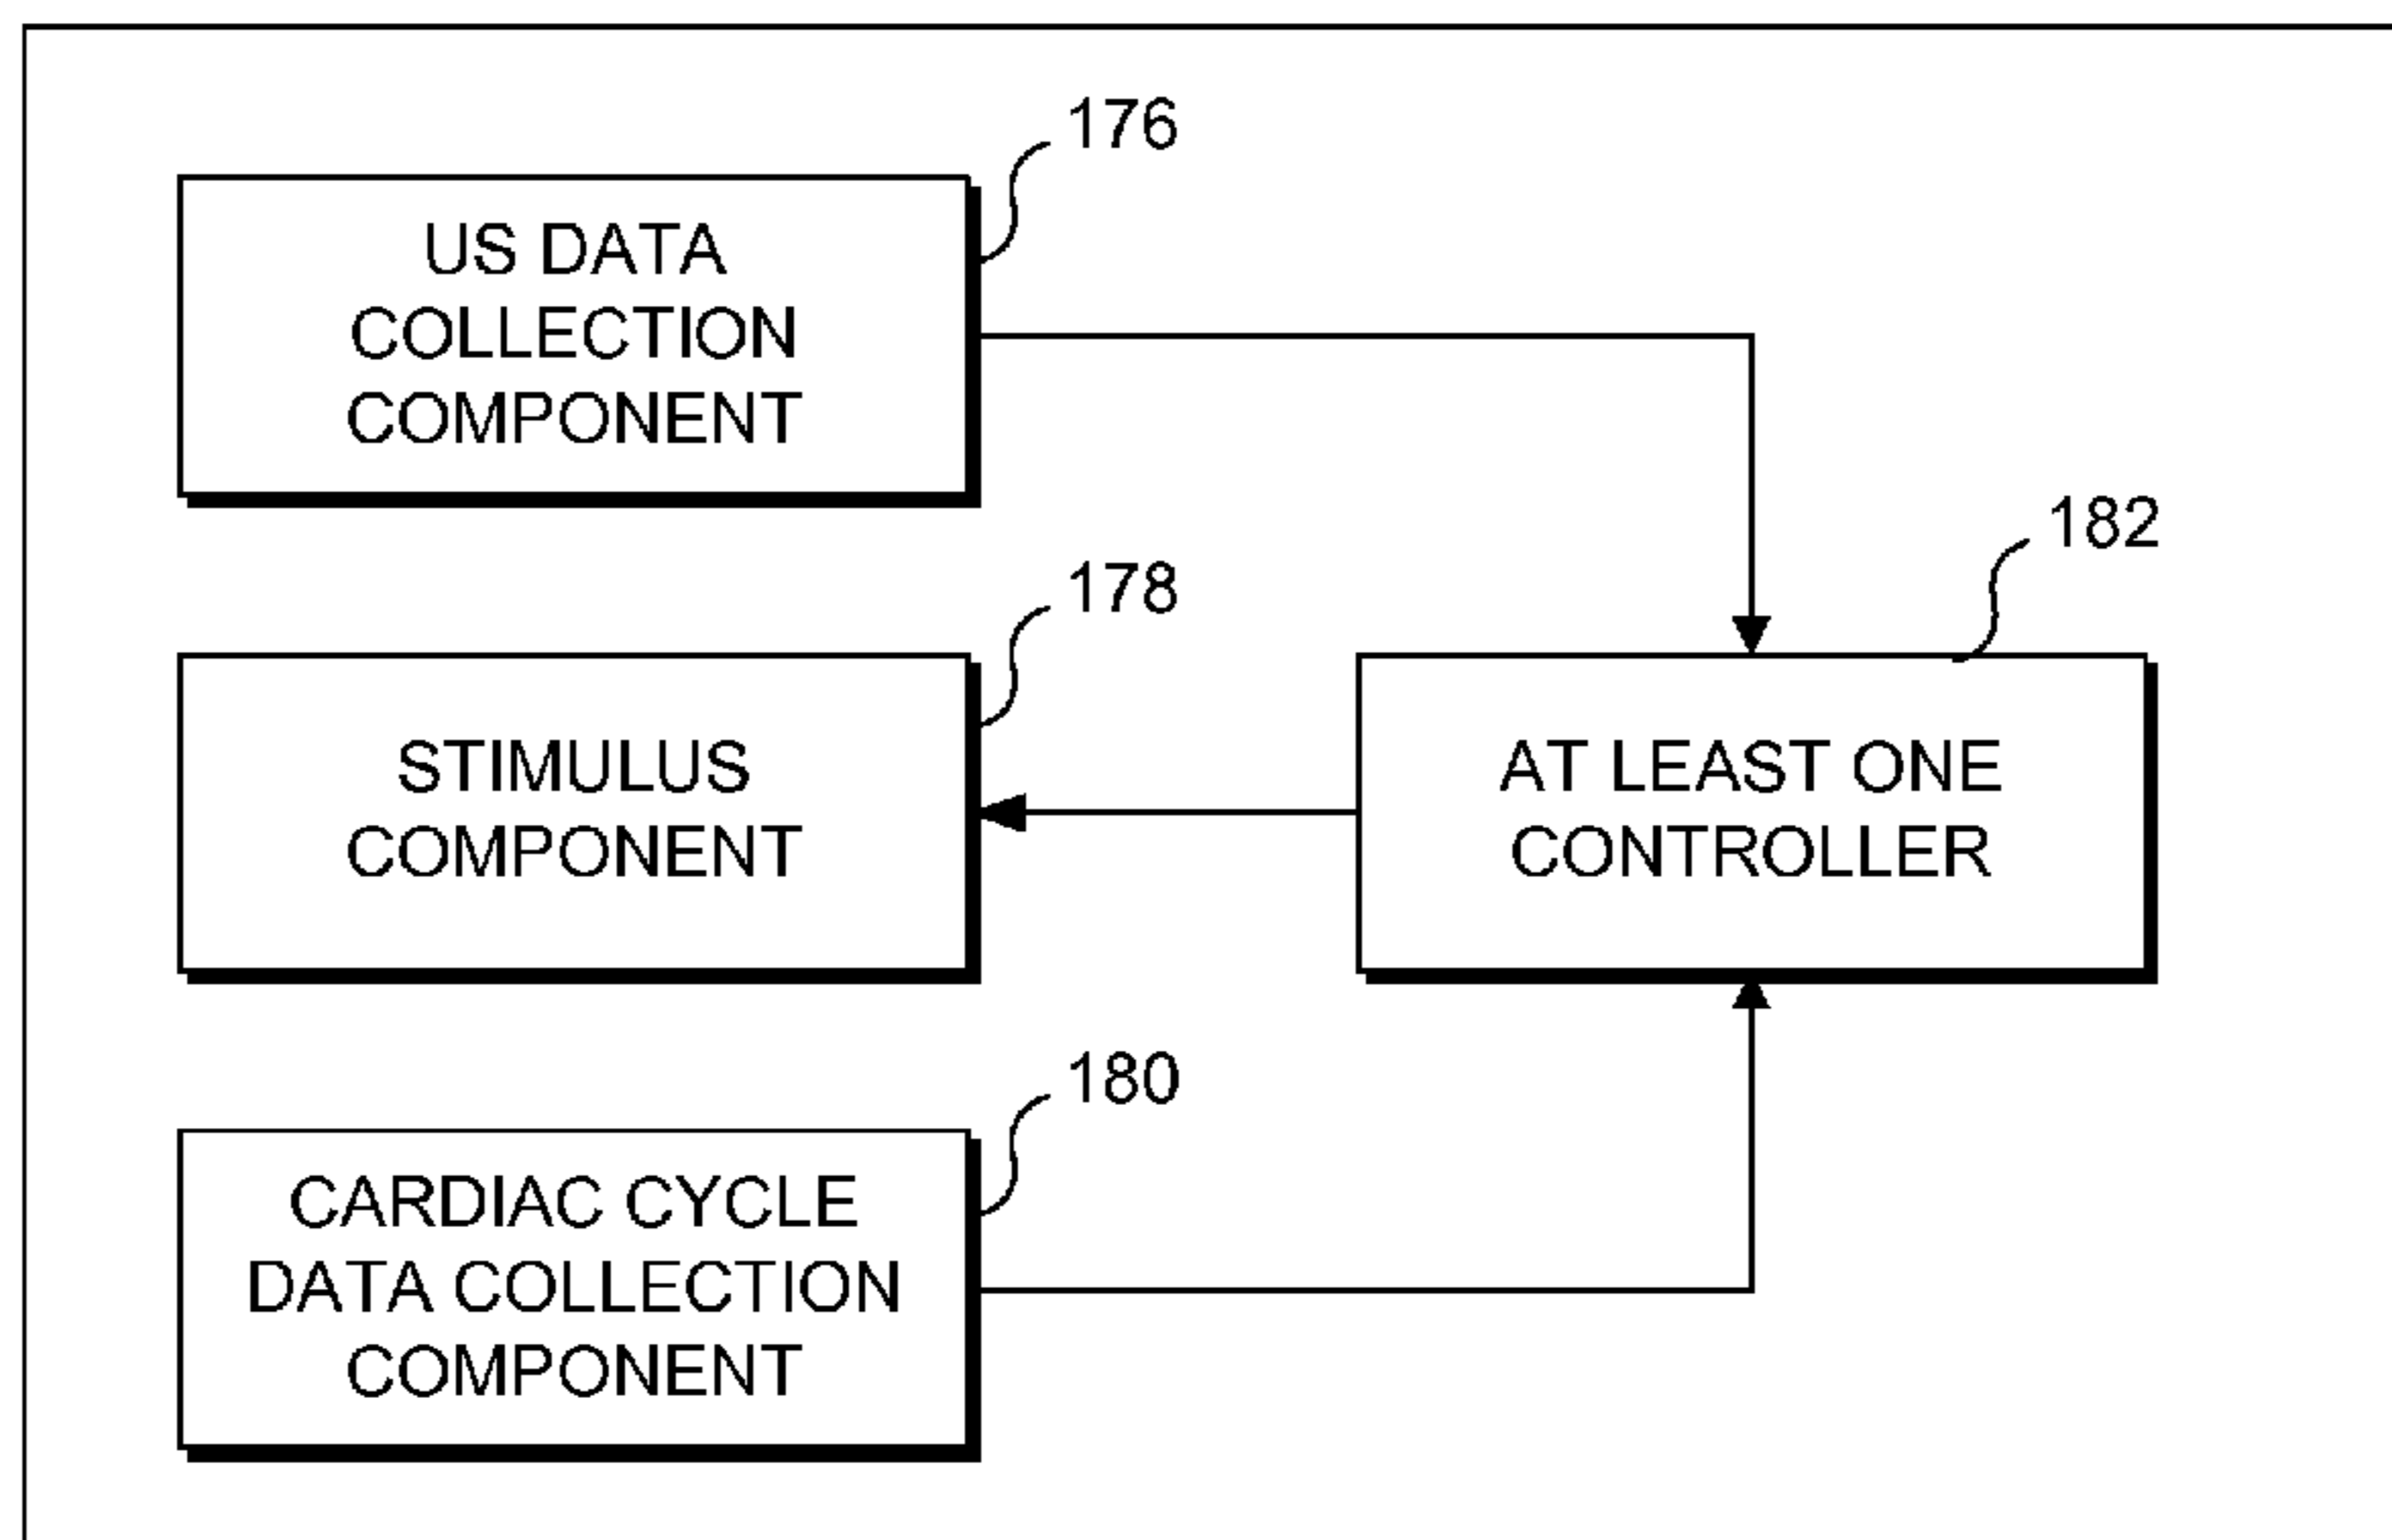 176
US DATA
COLLECTION
COMPONENT
182
178
STIMULUS
COMPONENT
AT LEAST ONE
CONTROLLER
180
CARDIAC CYCLE
DATA COLLECTION
COMPONENT